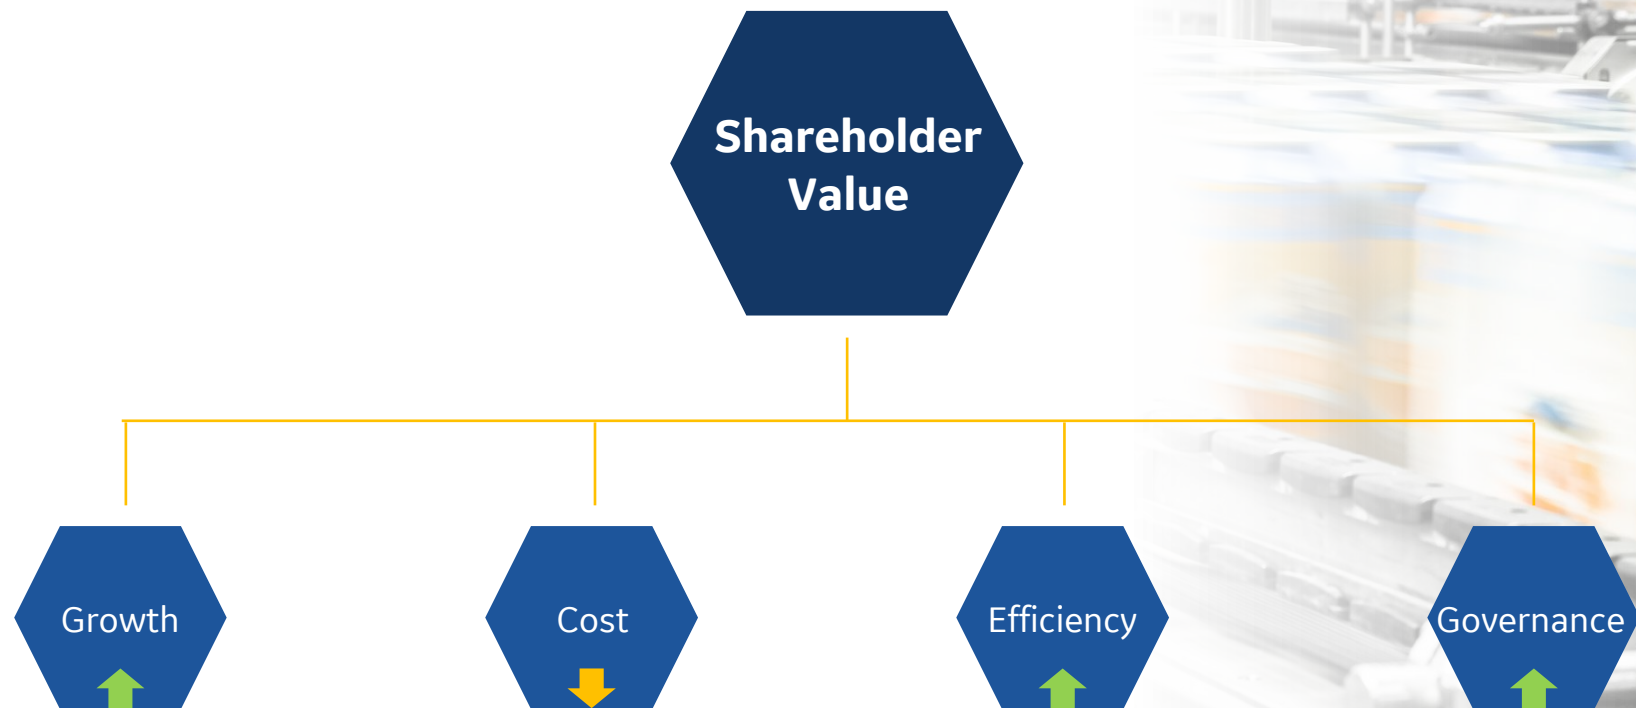 Shareholder
Value
Growth
Cost
Efficiency
Governance